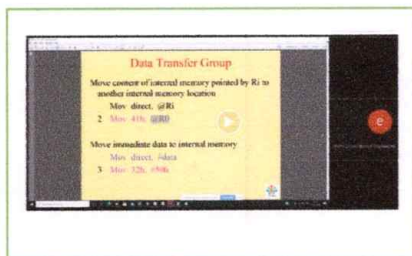 Data Transfer Group
Move content of internal memory pointed by Ri to
another internal memory location
Mov direct, @Ri
2 Mov 41h, @R0
Move immediate data to internal memory
Mov direct, #data
3 Mov 32h,
e